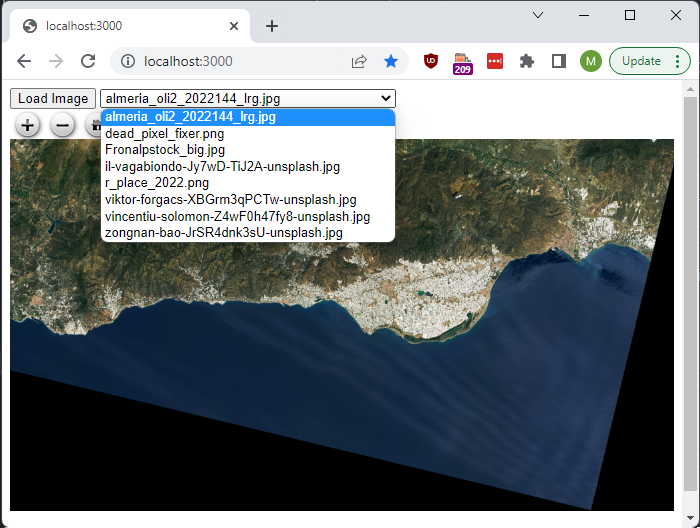 localhost:3000
localhost:3000
209
M
Update
Load Image almeria_oli2_2022144_lrg.jpg
almeria_oli2_2022144_lrg.jpg
dead_pixel_fixer.png
Fronalpstock_big.jpg
il-vagabiondo-Jy7wD-TiJ2A-unsplash.jpg
r_place_2022.png
viktor-forgacs-XBGrm3qPCTw-unsplash.jpg
vincentiu-solomon-Z4wF0h47fy8-unsplash.jpg
zongnan-bao-JrSR4dnk3sU-unsplash.jpg